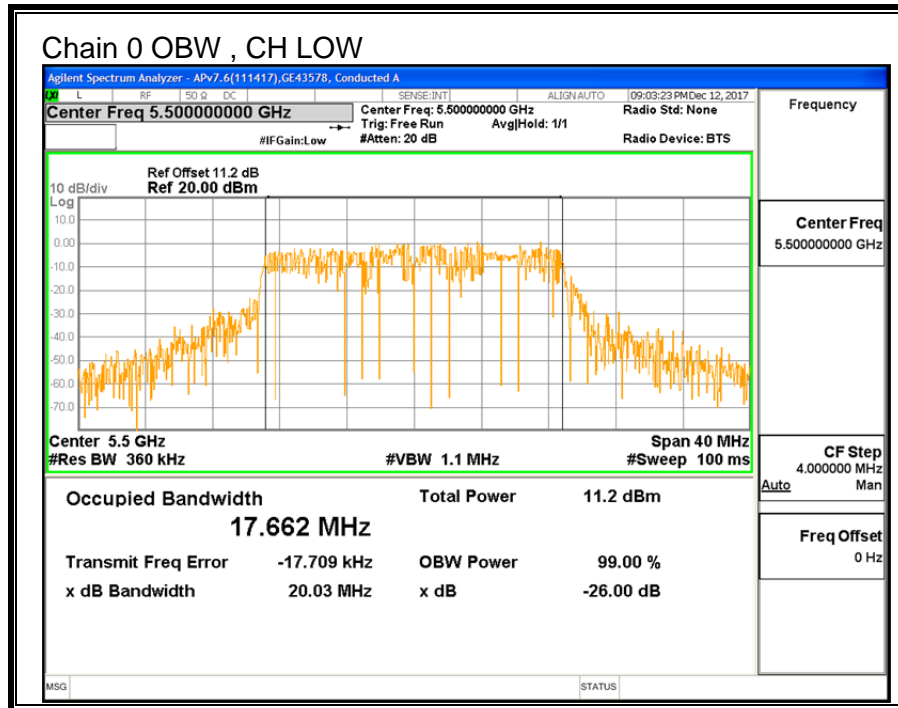 Chain 0 OBW , CH LOW
Agilent Spectrum Analyzer - APv7.6(111417),GE43578, Conducted A
LXI L RF 50 Ω DC SENSE:INT ALIGN AUTO 09:03:23 PM Dec 12, 2017
Center Freq 5.500000000 GHz
Center Freq: 5.500000000 GHz
Radio Std: None
Trig: Free Run Avg|Hold: 1/1
#IFGain:Low #Atten: 20 dB Radio Device: BTS
Ref Offset 11.2 dB
10 dB/div Ref 20.00 dBm
Log
10.0
0.00
-10.0
-20.0
-30.0
-40.0
-50.0
-60.0
-70.0
Center 5.5 GHz Span 40 MHz
#Res BW 360 kHz #VBW 1.1 MHz #Sweep 100 ms
Occupied Bandwidth Total Power 11.2 dBm
17.662 MHz
Transmit Freq Error -17.709 kHz OBW Power 99.00 %
x dB Bandwidth 20.03 MHz x dB -26.00 dB
MSG STATUS
Frequency
Center Freq
5.500000000 GHz
CF Step
4.000000 MHz
Auto Man
Freq Offset
0 Hz